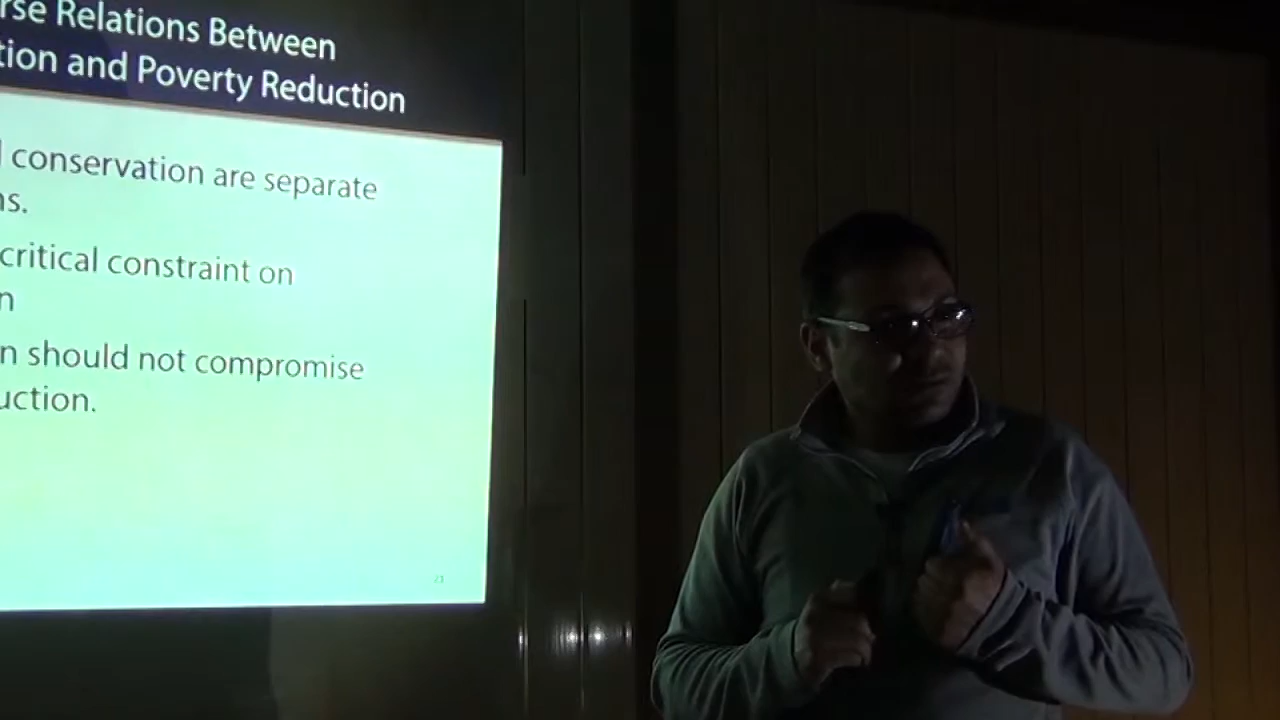 rse Relations Between
tion and Poverty Reduction
conservation are separate
ns.
critical constraint on
n
n should not compromise
uction.